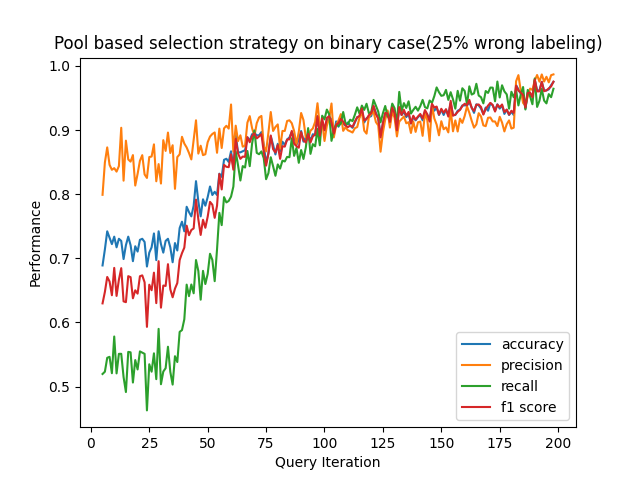 Pool based selection strategy on binary case(25% wrong labeling)
1.0
0.9
0.8
0.7
0.6
0.5
Performance
0
25
50
75
100
125
150
175
200
Query Iteration
accuracy
precision
recall
f1 score